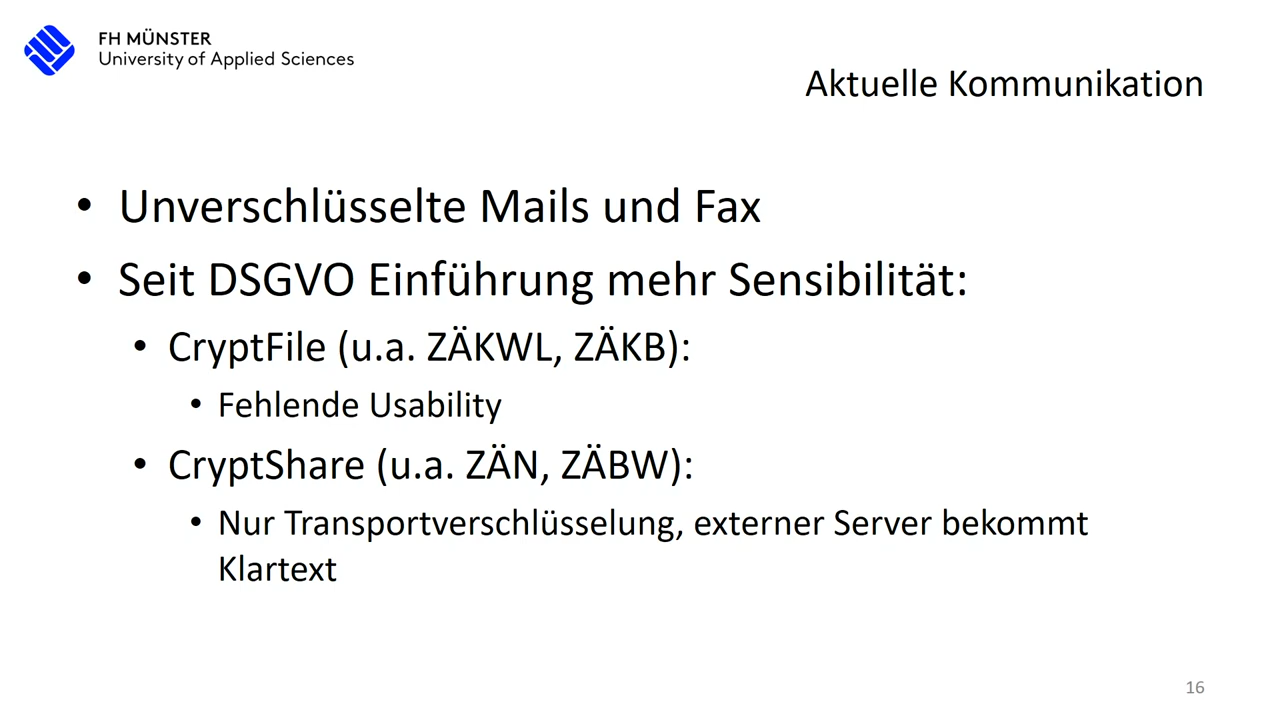 FH MÜNSTER
University of Applied Sciences
Aktuelle Kommunikation
• Unverschlüsselte Mails und Fax
• Seit DSGVO Einführung mehr Sensibilität:
• CryptFile (u.a. ZÄKWL, ZÄKB):
• Fehlende Usability
• CryptShare (u.a. ZÄN, ZÄBW):
• Nur Transportverschlüsselung, externer Server bekommt
Klartext
16